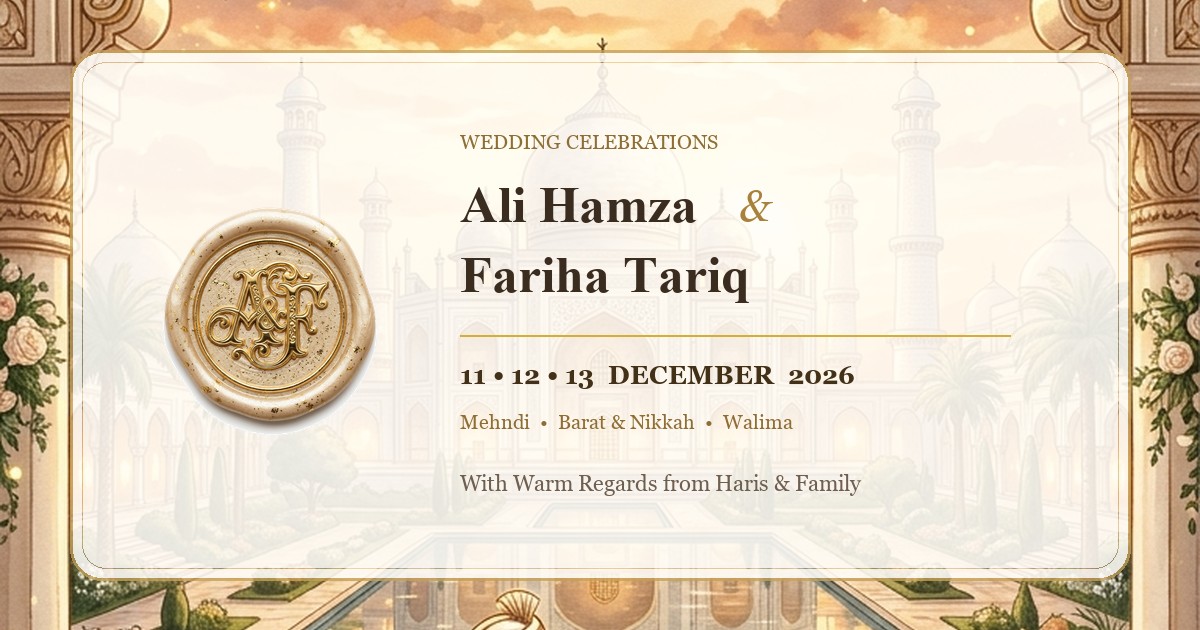 WEDDING CELEBRATIONS
Ali Hamza &
Fariha Tariq
A&F
11 • 12 • 13 DECEMBER 2026
Mehndi • Barat & Nikkah • Walima
With Warm Regards from Haris & Family